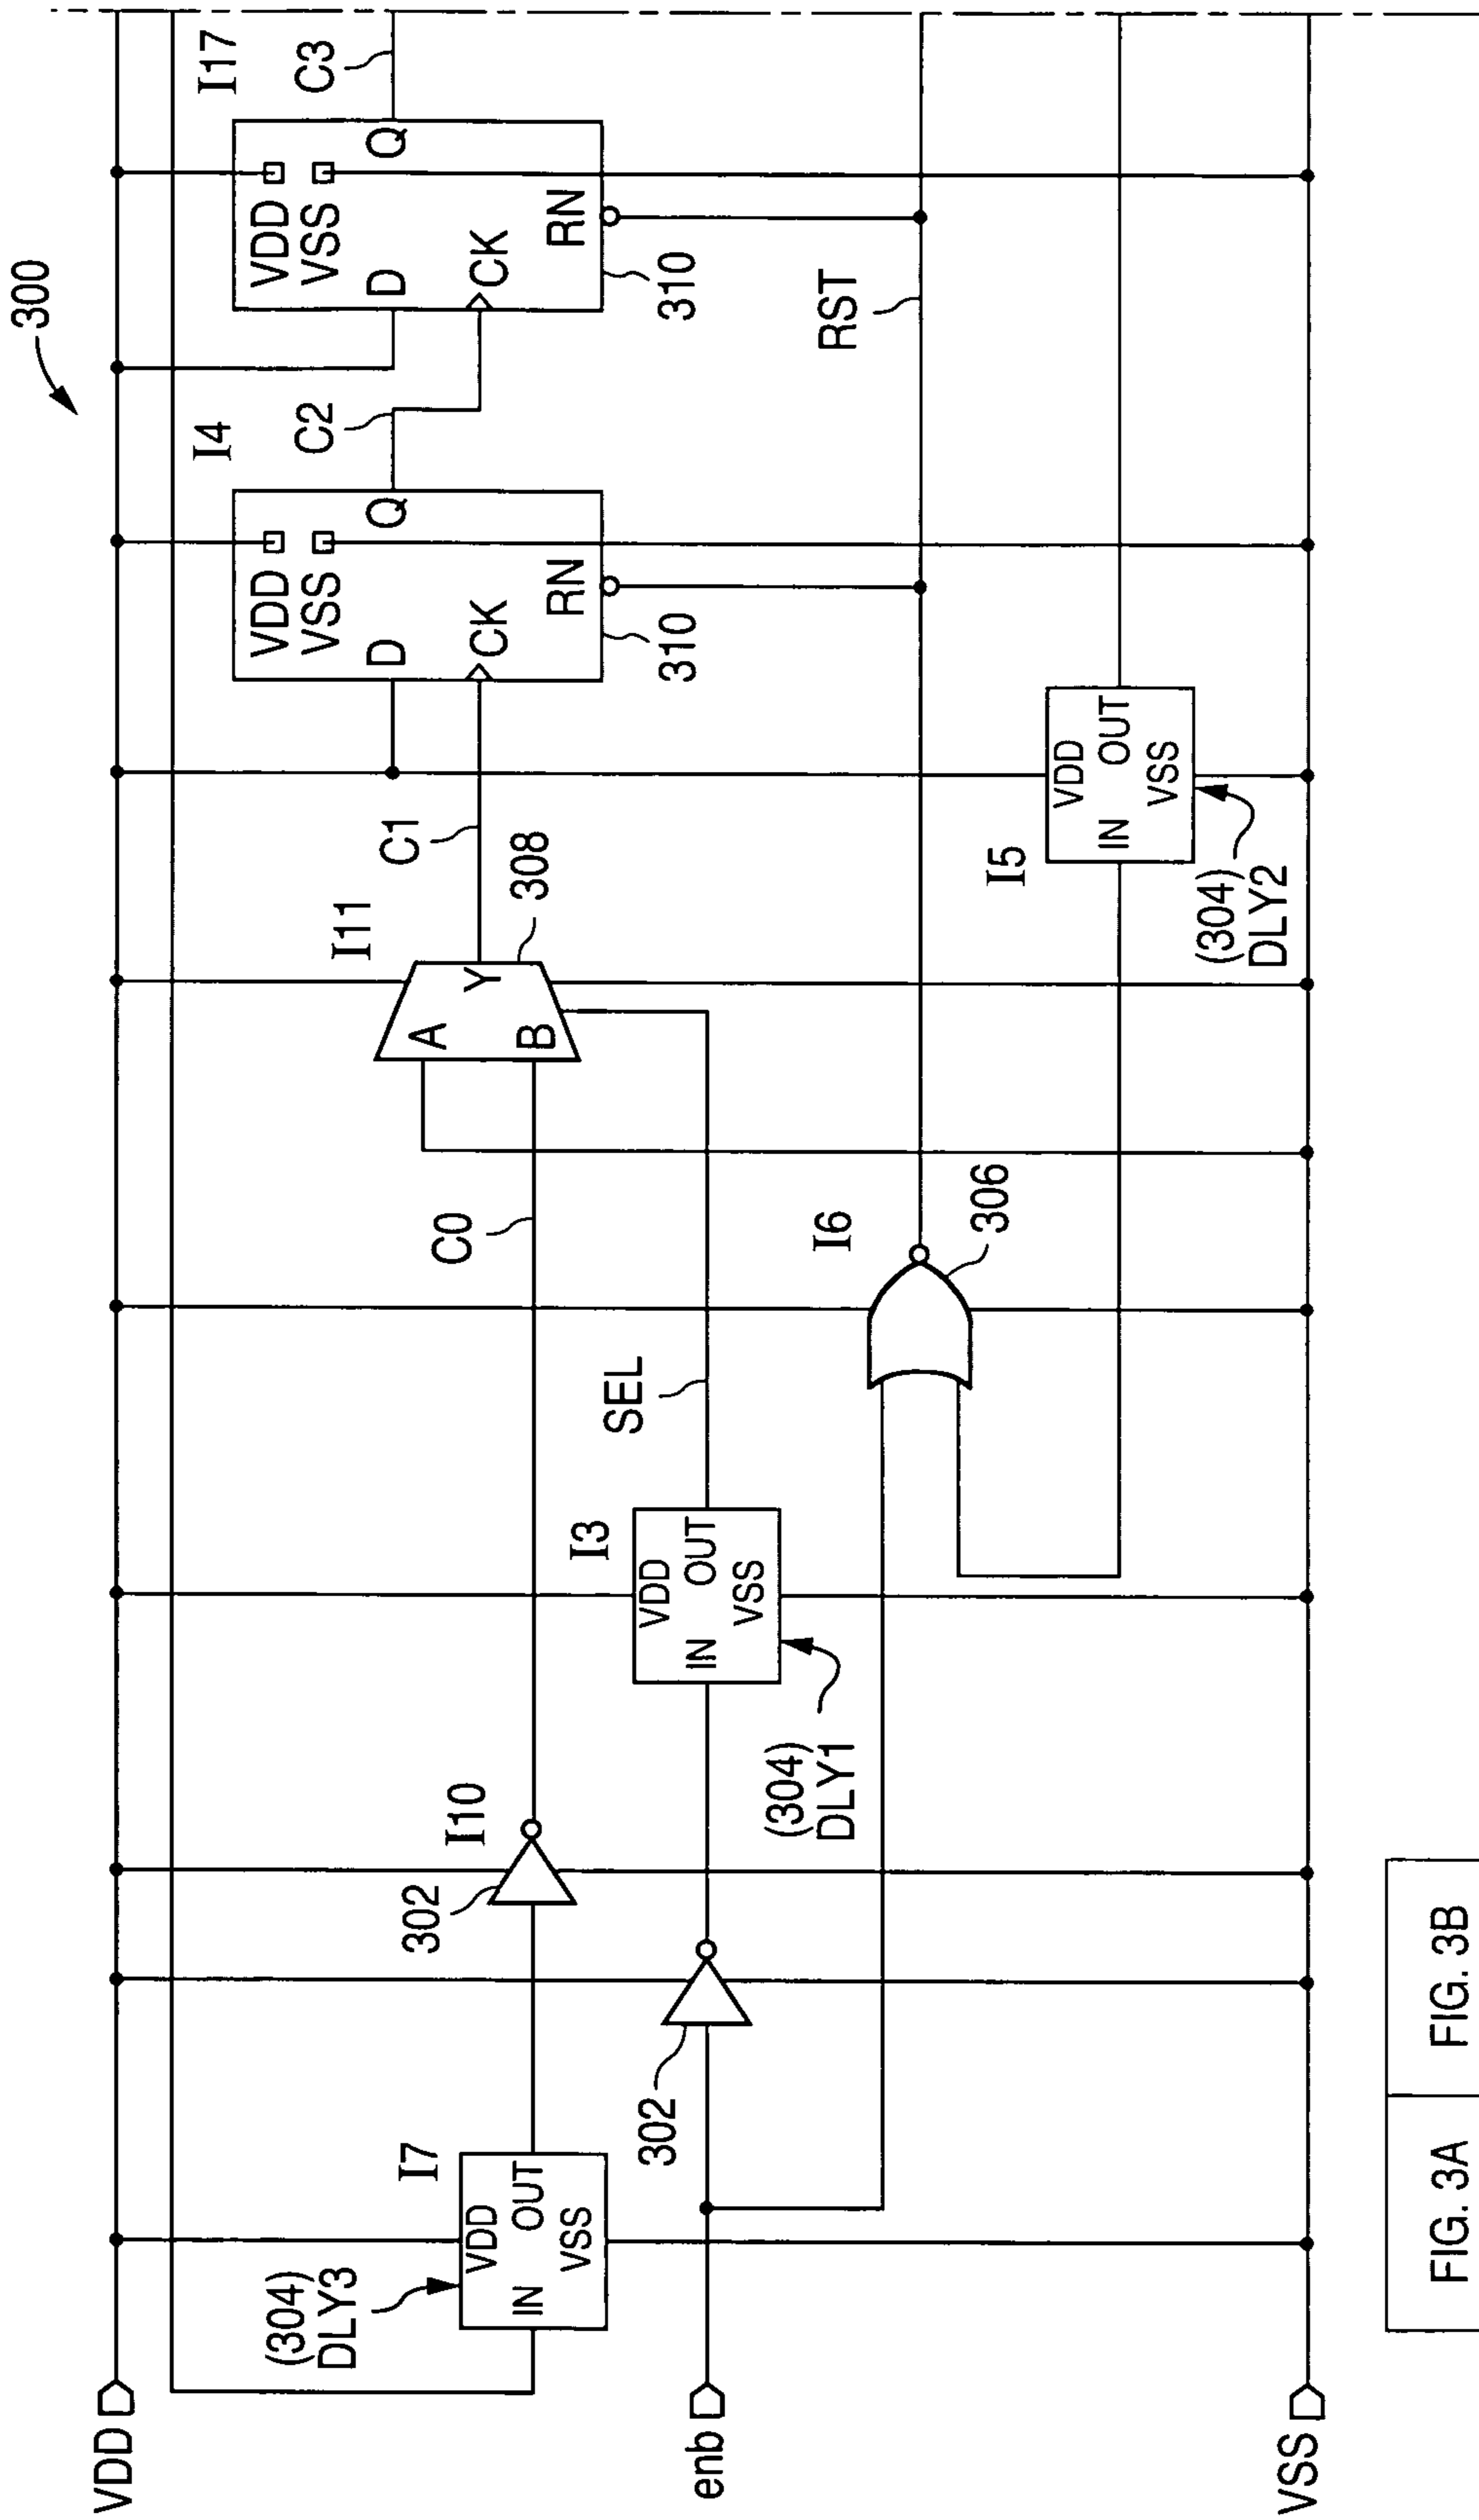 300
VDD
(304)
DLY3
I7
VDD
IN
OUT
VSS
302
I10
C0
I11
A
B
Y
308
C1
I4
VDD
VSS
D
Q
CK
RN
310
C2
I17
VDD
VSS
D
Q
CK
RN
310
C3
enb
302
I3
VDD
IN
OUT
VSS
(304)
DLY1
SEL
I6
306
RST
I5
VDD
IN
OUT
VSS
(304)
DLY2
VSS
FIG. 3A
FIG. 3B